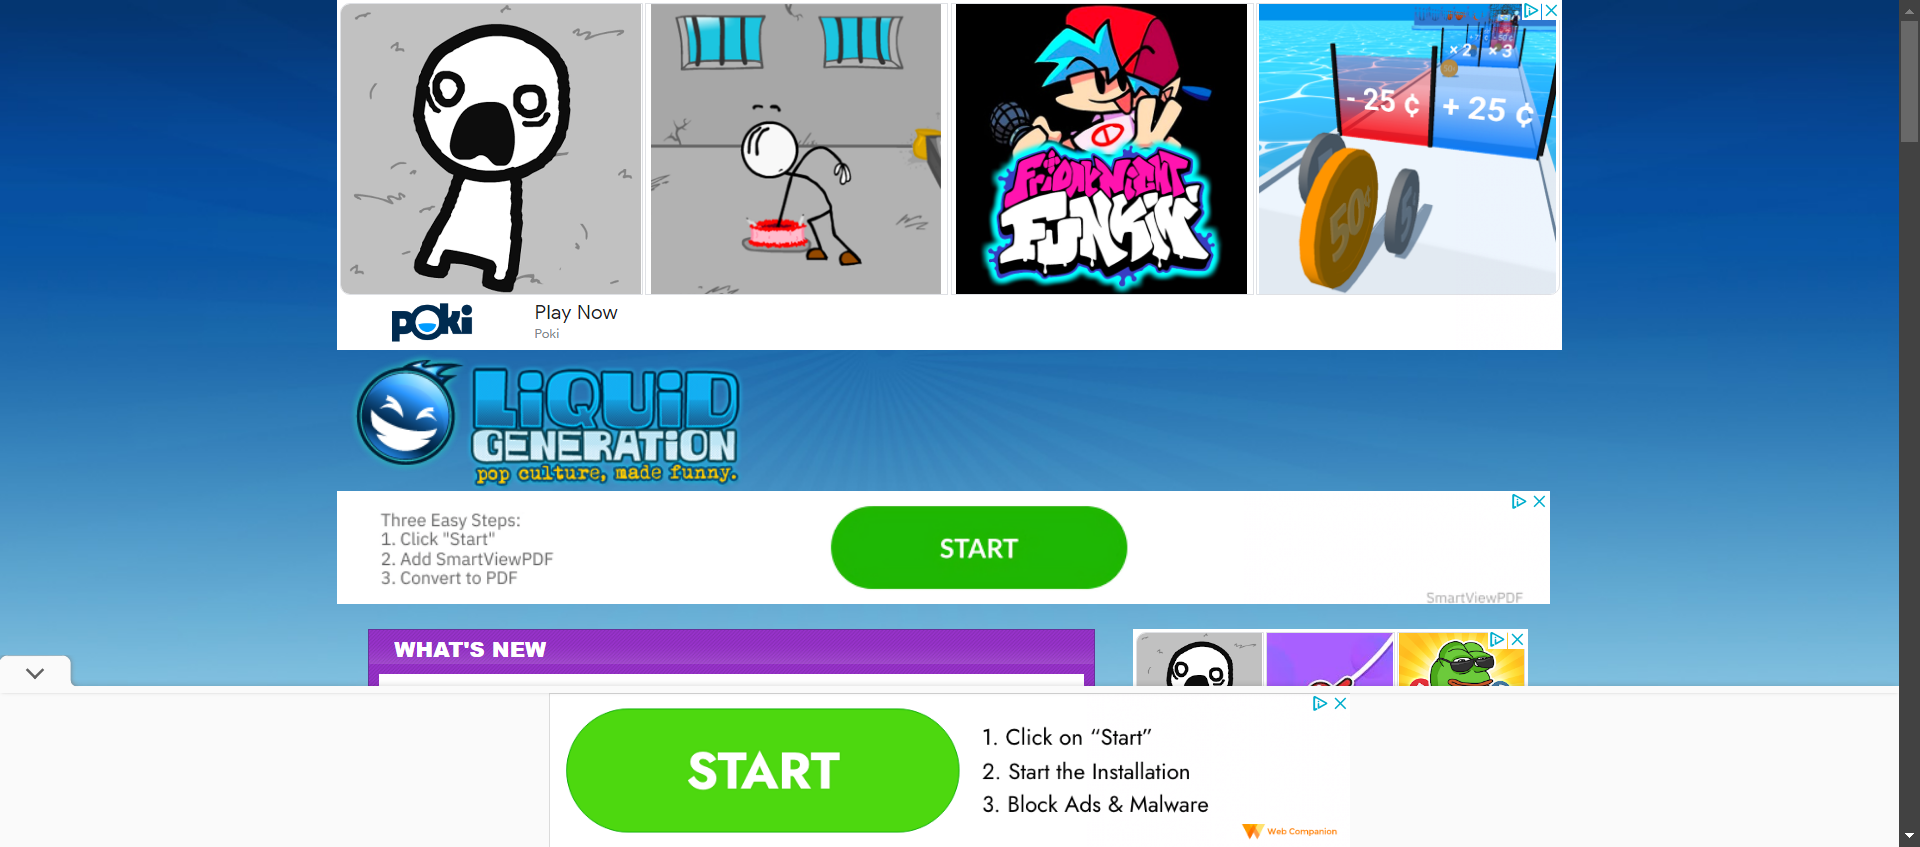 - 25 ¢
+ 25 ¢
× 2
× 3
50¢
5
FRIDAY NIGHT
FUNKIN'
poki
Play Now
Poki
LiQUiD
GENERATiON
pop culture, made funny.
Three Easy Steps:
1. Click "Start"
2. Add SmartViewPDF
3. Convert to PDF
START
SmartViewPDF
WHAT'S NEW
START
1. Click on “Start”
2. Start the Installation
3. Block Ads & Malware
Web Companion